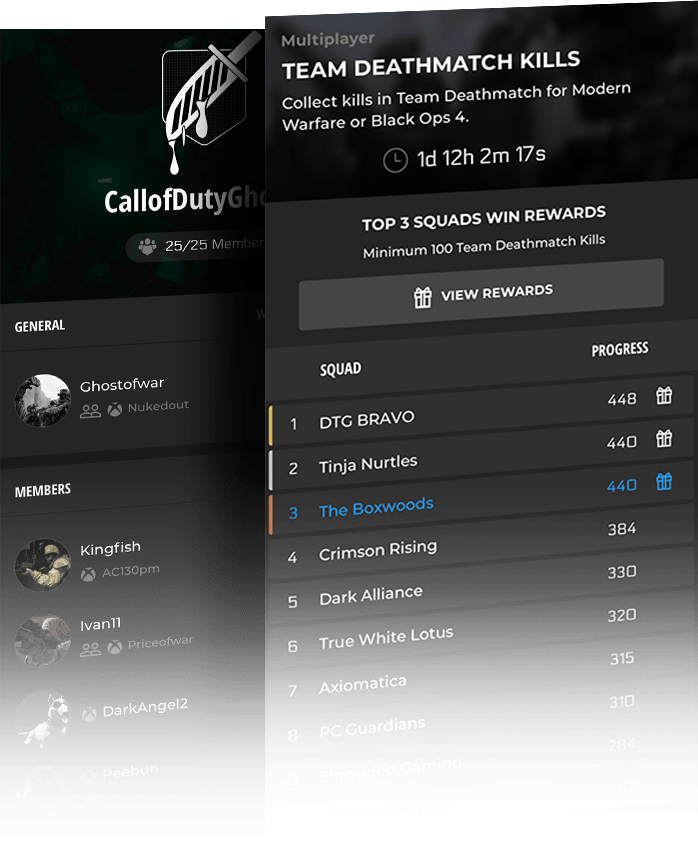 CallofDutyGho
25/25 Member
GENERAL
W
Ghostofwar
Nukedout
MEMBERS
Kingfish
AC130pm
Ivan11
Priceofwar
DarkAngel2
Peebun
Multiplayer
TEAM DEATHMATCH KILLS
Collect kills in Team Deathmatch for Modern
Warfare or Black Ops 4.
1d 12h 2m 17s
TOP 3 SQUADS WIN REWARDS
Minimum 100 Team Deathmatch Kills
VIEW REWARDS
SQUAD PROGRESS
1 DTG BRAVO 448
2 Tinja Nurtles 440
3 The Boxwoods 440
4 Crimson Rising 384
5 Dark Alliance 330
6 True White Lotus 320
7 Axiomatica 315
8 PC Guardians 310
9 Shrouded Gaming 284